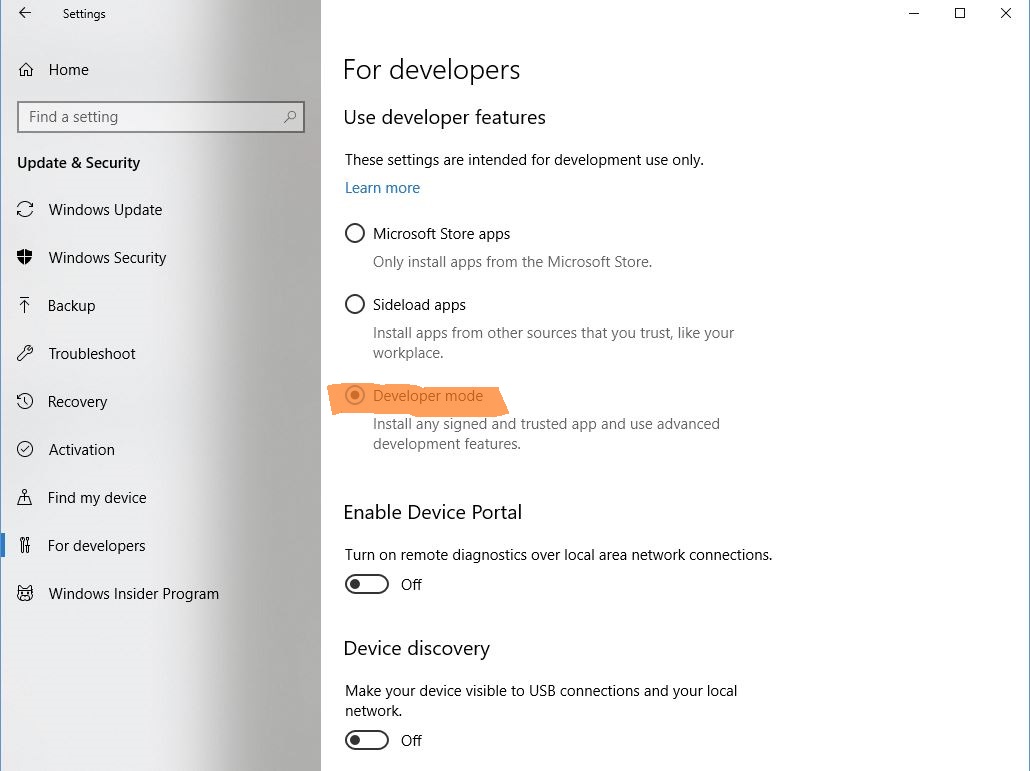 Settings
Home
Find a setting
Update & Security
Windows Update
Windows Security
Backup
Troubleshoot
Recovery
Activation
Find my device
For developers
Windows Insider Program
For developers
Use developer features
These settings are intended for development use only.
Learn more
Microsoft Store apps
Only install apps from the Microsoft Store.
Sideload apps
Install apps from other sources that you trust, like your
workplace.
Developer mode
Install any signed and trusted app and use advanced
development features.
Enable Device Portal
Turn on remote diagnostics over local area network connections.
Off
Device discovery
Make your device visible to USB connections and your local
network.
Off